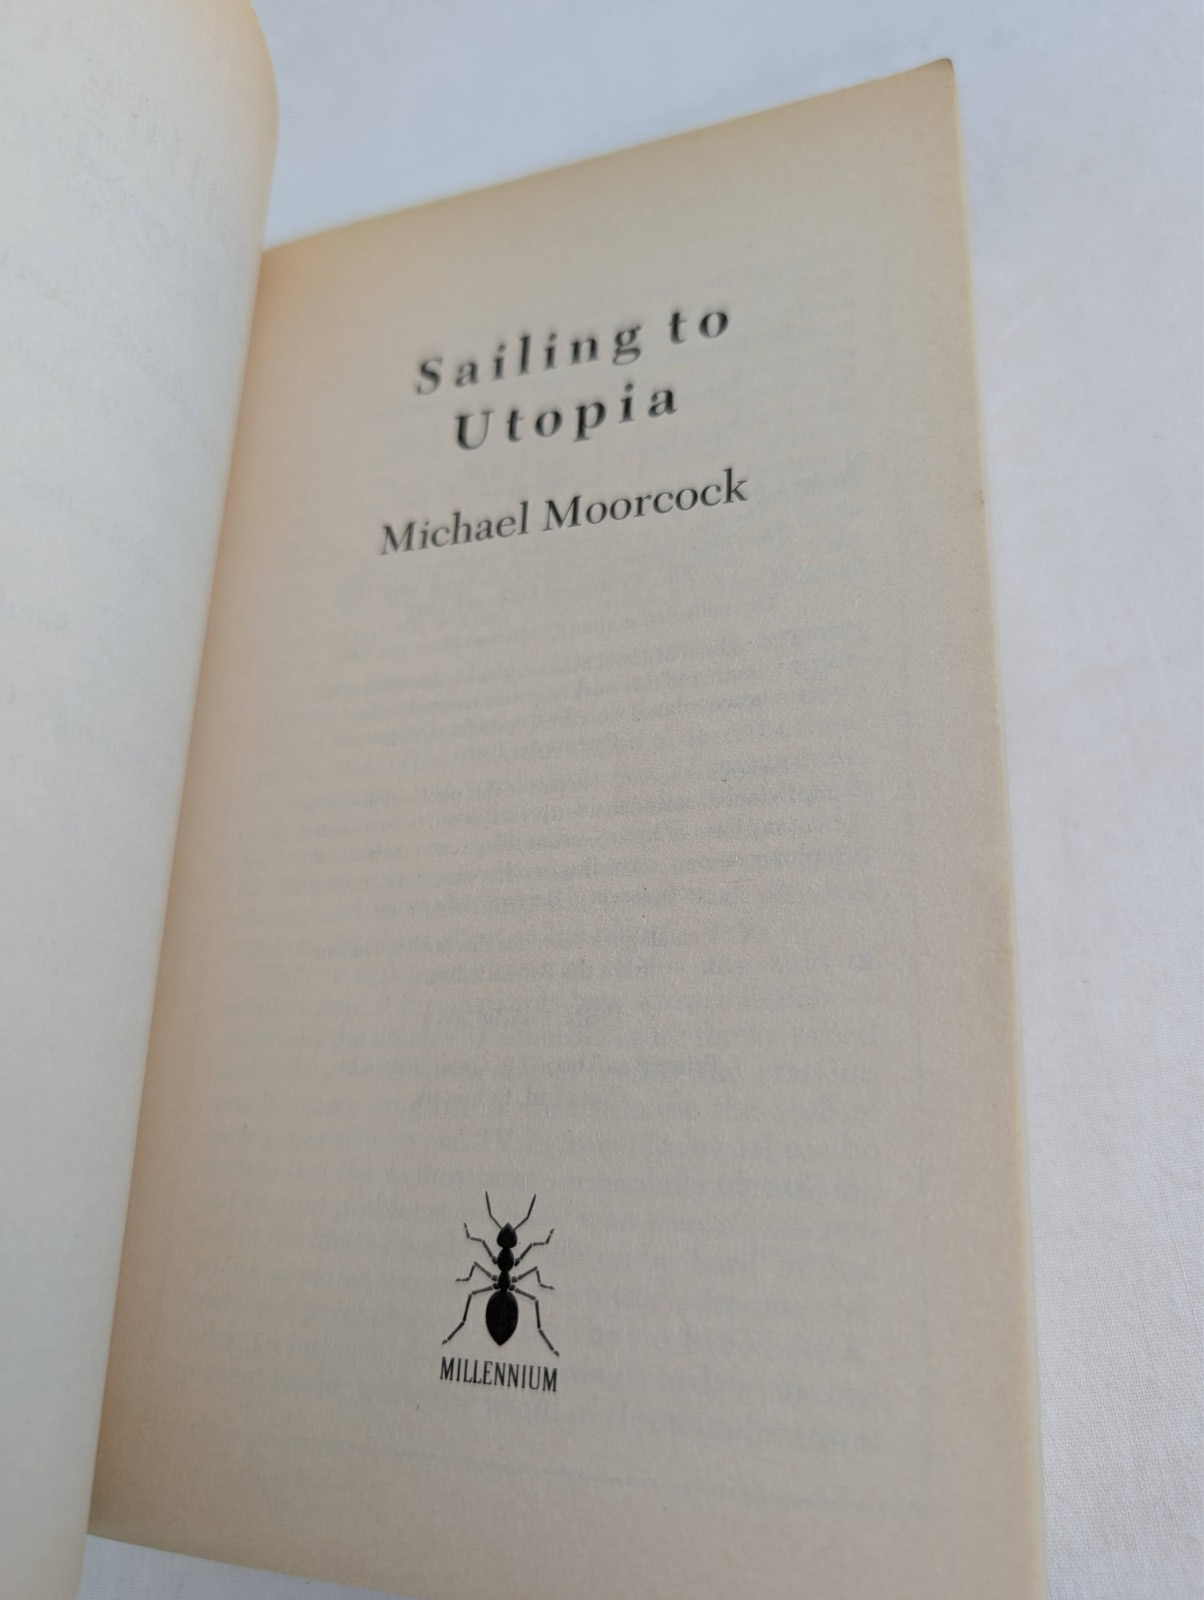 Sailing to
Utopia
Michael Moorcock
MILLENNIUM